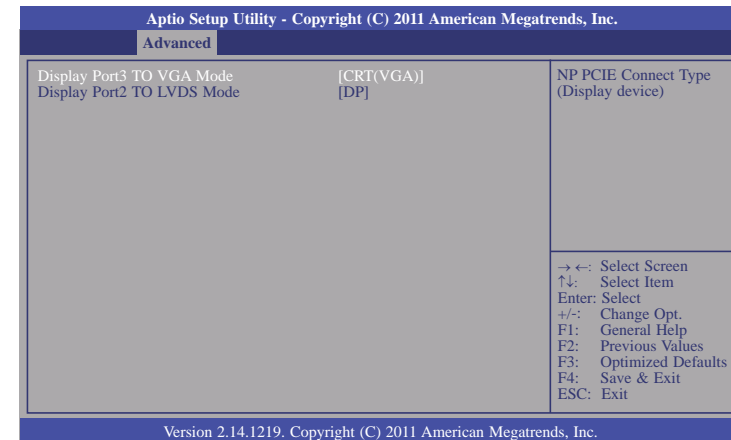 Aptio Setup Utility - Copyright (C) 2011 American Megatrends, Inc.
Advanced
Display Port3 TO VGA Mode [CRT(VGA)]
Display Port2 TO LVDS Mode [DP]
NP PCIE Connect Type
(Display device)
→ ←: Select Screen
↑↓: Select Item
Enter: Select
+/-: Change Opt.
F1: General Help
F2: Previous Values
F3: Optimized Defaults
F4: Save & Exit
ESC: Exit
Version 2.14.1219. Copyright (C) 2011 American Megatrends, Inc.